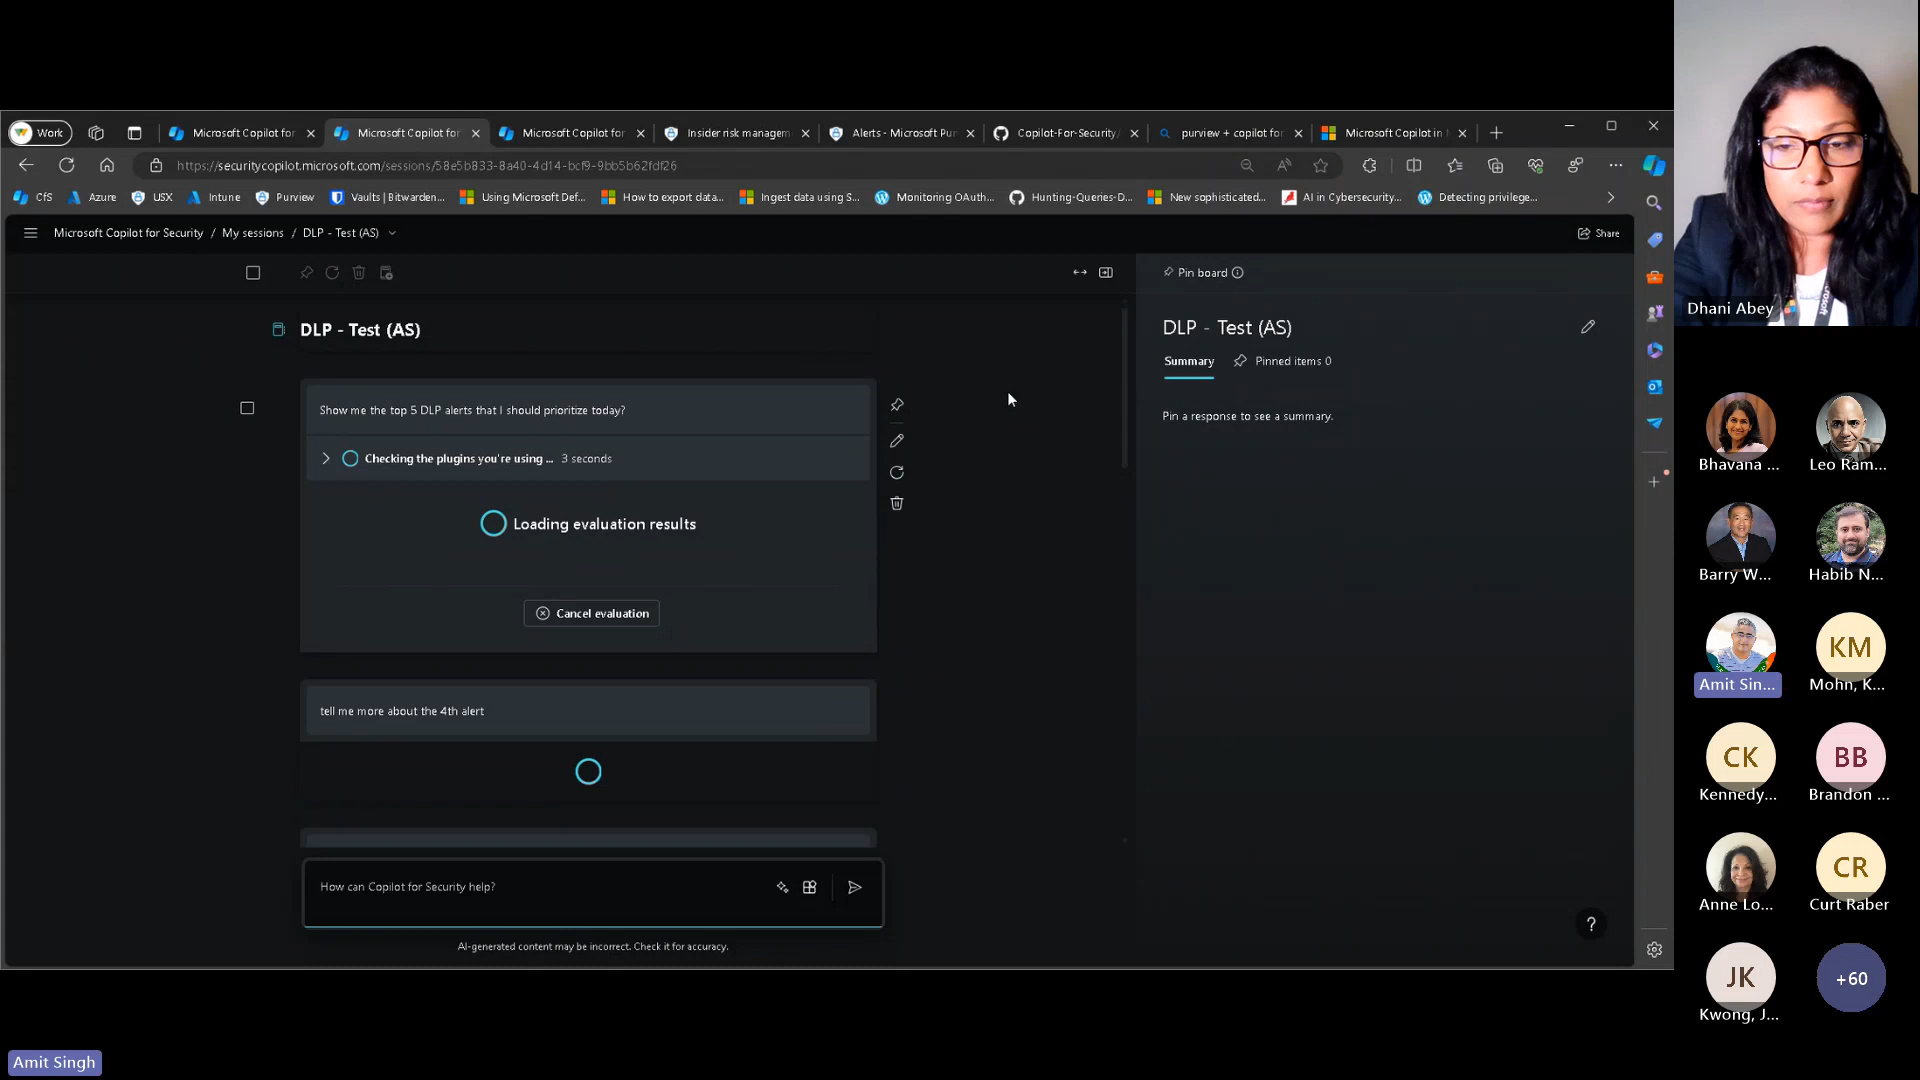 Work
Microsoft Copilot for
Microsoft Copilot for
Microsoft Copilot for
Insider risk managem
Alerts - Microsoft Pur
Copilot-For-Security/
purview + copilot for
Microsoft Copilot in
https://securitycopilot.microsoft.com/sessions/58e5b833-8a40-4d14-bcf9-9bb5b62fdf26
CfS
Azure
USX
Intune
Purview
Vaults | Bitwarden...
Using Microsoft Def...
How to export data...
Ingest data using S...
Monitoring OAuth...
Hunting-Queries-D...
New sophisticated...
AI in Cybersecurity...
Detecting privilege...
Microsoft Copilot for Security / My sessions / DLP - Test (AS)
Share
Pin board
DLP - Test (AS)
DLP - Test (AS)
Summary
Pinned items 0
Pin a response to see a summary.
Show me the top 5 DLP alerts that I should prioritize today?
Checking the plugins you're using ... 3 seconds
Loading evaluation results
Cancel evaluation
tell me more about the 4th alert
How can Copilot for Security help?
AI-generated content may be incorrect. Check it for accuracy.
?
Dhani Abey
Bhavana ...
Leo Ram...
Barry W...
Habib N...
Amit Sin...
KM
Mohn, K...
CK
Kennedy,...
BB
Brandon ...
Anne Lo...
CR
Curt Raber
JK
Kwong, J...
+60
Amit Singh